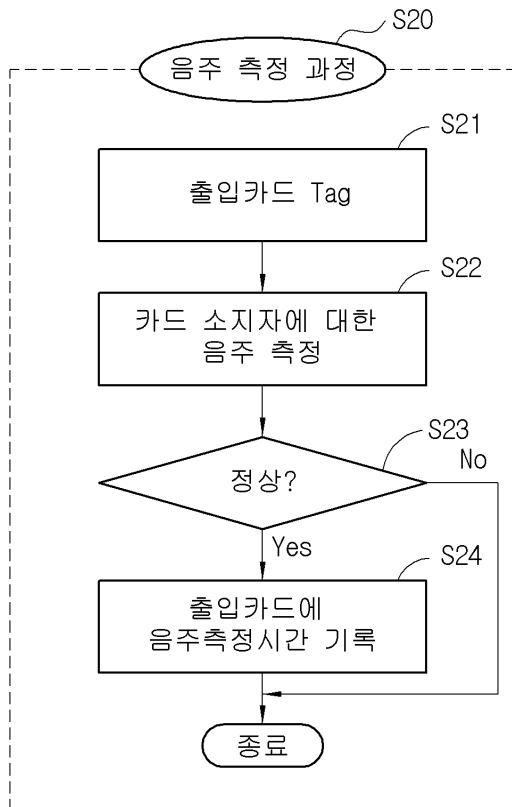 S20
음주 측정 과정
S21
출입카드 Tag
S22
카드 소지자에 대한
음주 측정
S23
정상?
No
Yes
S24
출입카드에
음주측정시간 기록
종료